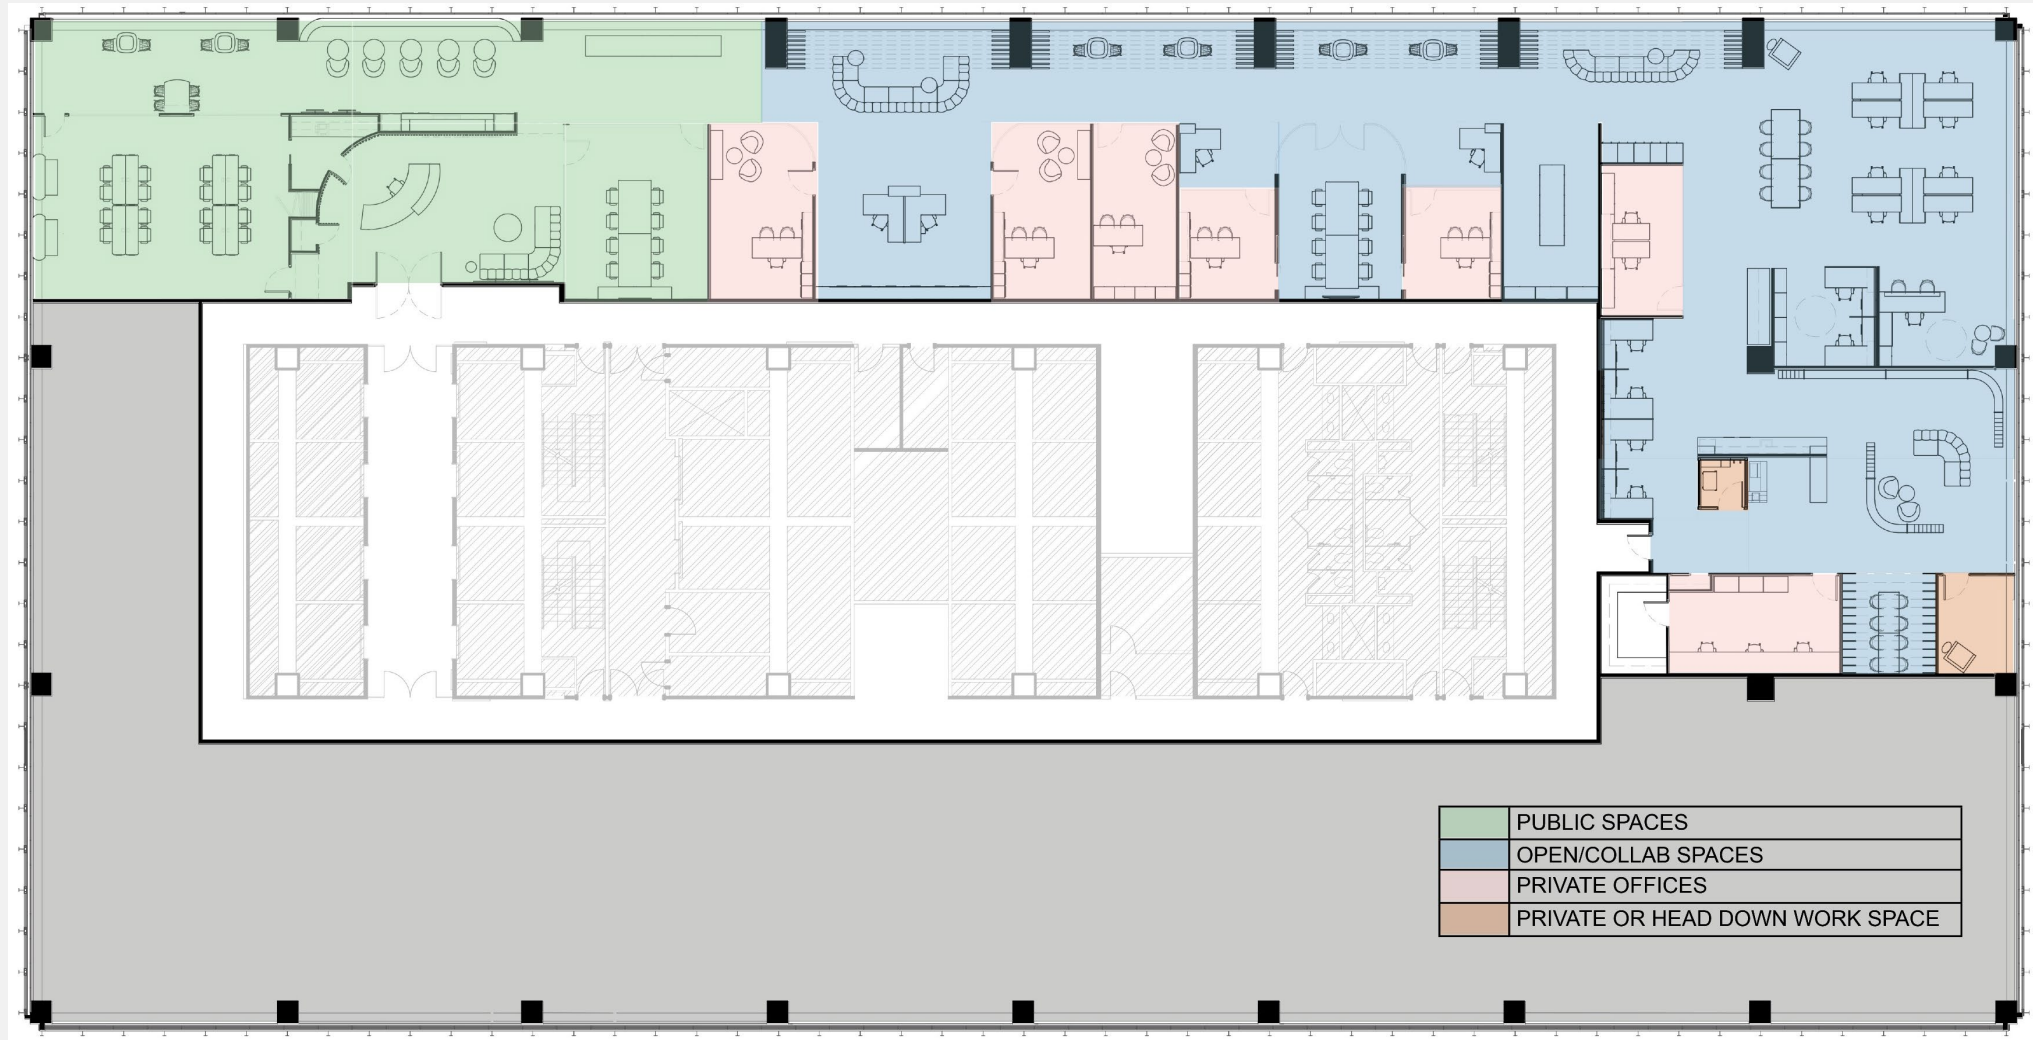 PUBLIC SPACES
OPEN/COLLAB SPACES
PRIVATE OFFICES
PRIVATE OR HEAD DOWN WORK SPACE